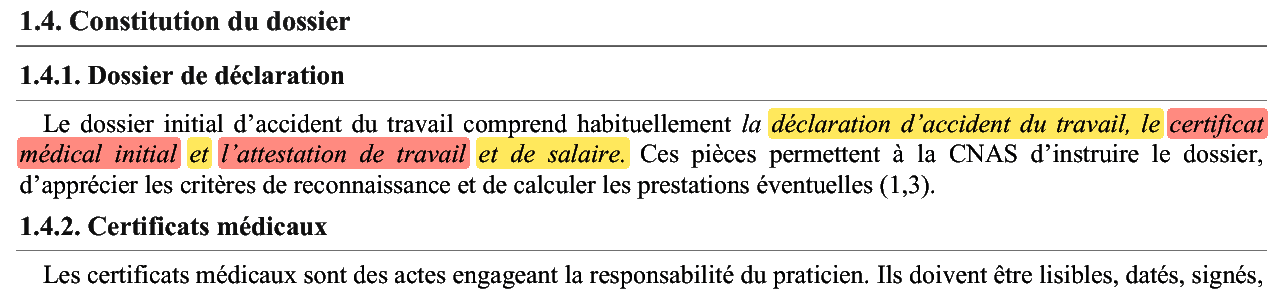 1.4. Constitution du dossier
1.4.1. Dossier de déclaration
Le dossier initial d’accident du travail comprend habituellement la déclaration d’accident du travail, le certificat
médical initial et l’attestation de travail et de salaire. Ces pièces permettent à la CNAS d’instruire le dossier,
d’apprécier les critères de reconnaissance et de calculer les prestations éventuelles (1,3).
1.4.2. Certificats médicaux
Les certificats médicaux sont des actes engageant la responsabilité du praticien. Ils doivent être lisibles, datés, signés,